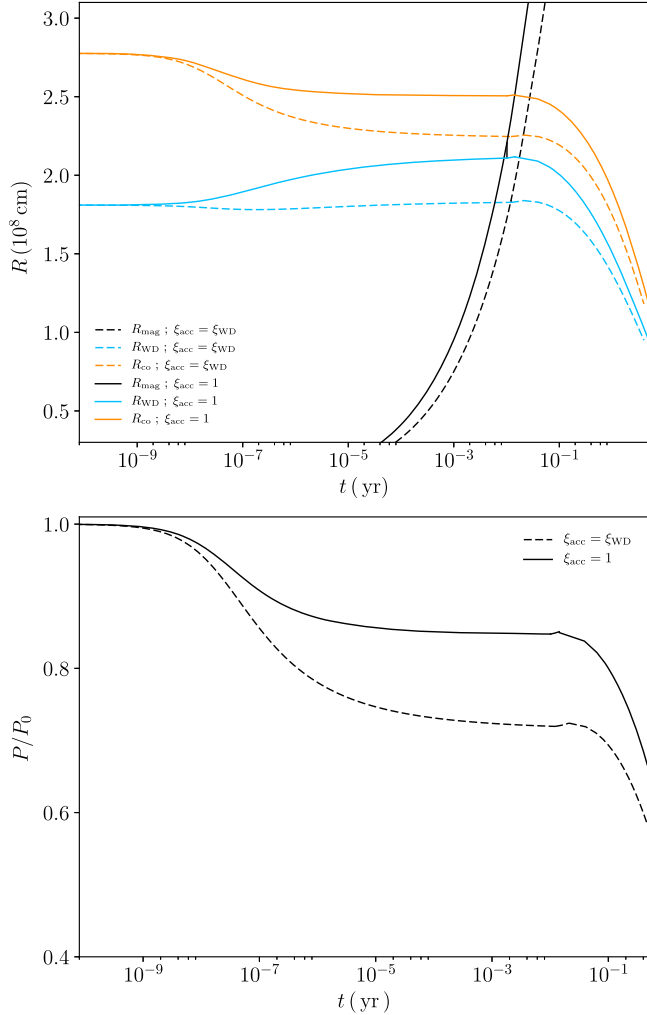 3.0
2.5
2.0
1.5
1.0
0.5
R (10⁸ cm)
R_mag ; ξ_acc = ξ_WD
R_WD ; ξ_acc = ξ_WD
R_co ; ξ_acc = ξ_WD
R_mag ; ξ_acc = 1
R_WD ; ξ_acc = 1
R_co ; ξ_acc = 1
10⁻⁹ 10⁻⁷ 10⁻⁵ 10⁻³ 10⁻¹
t ( yr)
1.0
0.8
0.6
0.4
P/P₀
ξ_acc = ξ_WD
ξ_acc = 1
10⁻⁹ 10⁻⁷ 10⁻⁵ 10⁻³ 10⁻¹
t ( yr)